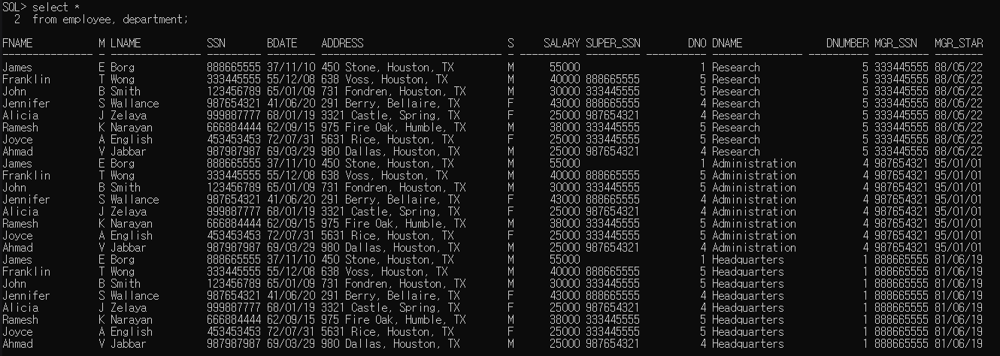 SQL> select *
  2  from employee, department;
FNAME           M LNAME           SSN       BDATE    ADDRESS                        S     SALARY SUPER_SSN        DNO DNAME              DNUMBER MGR_SSN   MGR_STAR
--------------- - --------------- --------- -------- ------------------------------ - ---------- --------- ---------- --------------- ---------- --------- --------
James           E Borg            888665555 37/11/10 450 Stone, Houston, TX         M      55000                    1 Research                 5 333445555 88/05/22
Franklin        T Wong            333445555 55/12/08 638 Voss, Houston, TX          M      40000 888665555          5 Research                 5 333445555 88/05/22
John            B Smith           123456789 65/01/09 731 Fondren, Houston, TX       M      30000 333445555          5 Research                 5 333445555 88/05/22
Jennifer        S Wallance        987654321 41/06/20 291 Berry, Bellaire, TX        F      43000 888665555          4 Research                 5 333445555 88/05/22
Alicia          J Zelaya          999887777 68/01/19 3321 Castle, Spring, TX        F      25000 987654321          4 Research                 5 333445555 88/05/22
Ramesh          K Narayan         666884444 62/09/15 975 Fire Oak, Humble, TX       M      38000 333445555          5 Research                 5 333445555 88/05/22
Joyce           A English         453453453 72/07/31 5631 Rice, Houston, TX         F      25000 333445555          5 Research                 5 333445555 88/05/22
Ahmad           V Jabbar          987987987 69/03/29 980 Dallas, Houston, TX        M      25000 987654321          4 Research                 5 333445555 88/05/22
James           E Borg            888665555 37/11/10 450 Stone, Houston, TX         M      55000                    1 Administration           4 987654321 95/01/01
Franklin        T Wong            333445555 55/12/08 638 Voss, Houston, TX          M      40000 888665555          5 Administration           4 987654321 95/01/01
John            B Smith           123456789 65/01/09 731 Fondren, Houston, TX       M      30000 333445555          5 Administration           4 987654321 95/01/01
Jennifer        S Wallance        987654321 41/06/20 291 Berry, Bellaire, TX        F      43000 888665555          4 Administration           4 987654321 95/01/01
Alicia          J Zelaya          999887777 68/01/19 3321 Castle, Spring, TX        F      25000 987654321          4 Administration           4 987654321 95/01/01
Ramesh          K Narayan         666884444 62/09/15 975 Fire Oak, Humble, TX       M      38000 333445555          5 Administration           4 987654321 95/01/01
Joyce           A English         453453453 72/07/31 5631 Rice, Houston, TX         F      25000 333445555          5 Administration           4 987654321 95/01/01
Ahmad           V Jabbar          987987987 69/03/29 980 Dallas, Houston, TX        M      25000 987654321          4 Administration           4 987654321 95/01/01
James           E Borg            888665555 37/11/10 450 Stone, Houston, TX         M      55000                    1 Headquarters             1 888665555 81/06/19
Franklin        T Wong            333445555 55/12/08 638 Voss, Houston, TX          M      40000 888665555          5 Headquarters             1 888665555 81/06/19
John            B Smith           123456789 65/01/09 731 Fondren, Houston, TX       M      30000 333445555          5 Headquarters             1 888665555 81/06/19
Jennifer        S Wallance        987654321 41/06/20 291 Berry, Bellaire, TX        F      43000 888665555          4 Headquarters             1 888665555 81/06/19
Alicia          J Zelaya          999887777 68/01/19 3321 Castle, Spring, TX        F      25000 987654321          4 Headquarters             1 888665555 81/06/19
Ramesh          K Narayan         666884444 62/09/15 975 Fire Oak, Humble, TX       M      38000 333445555          5 Headquarters             1 888665555 81/06/19
Joyce           A English         453453453 72/07/31 5631 Rice, Houston, TX         F      25000 333445555          5 Headquarters             1 888665555 81/06/19
Ahmad           V Jabbar          987987987 69/03/29 980 Dallas, Houston, TX        M      25000 987654321          4 Headquarters             1 888665555 81/06/19